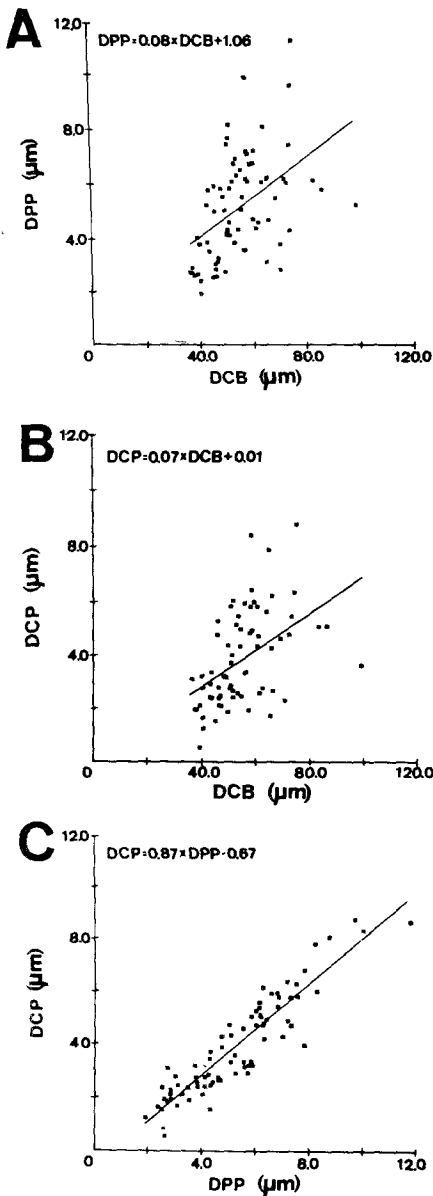 A
12.0
DPP=0.08×DCB+1.06
8.0
DPP (µm)
4.0
0
40.0
80.0
120.0
DCB (µm)
B
12.0
DCP=0.07×DCB+0.01
8.0
DCP (µm)
4.0
0
40.0
80.0
120.0
DCB (µm)
C
12.0
DCP=0.87×DPP-0.67
8.0
DCP (µm)
4.0
0
4.0
8.0
12.0
DPP (µm)